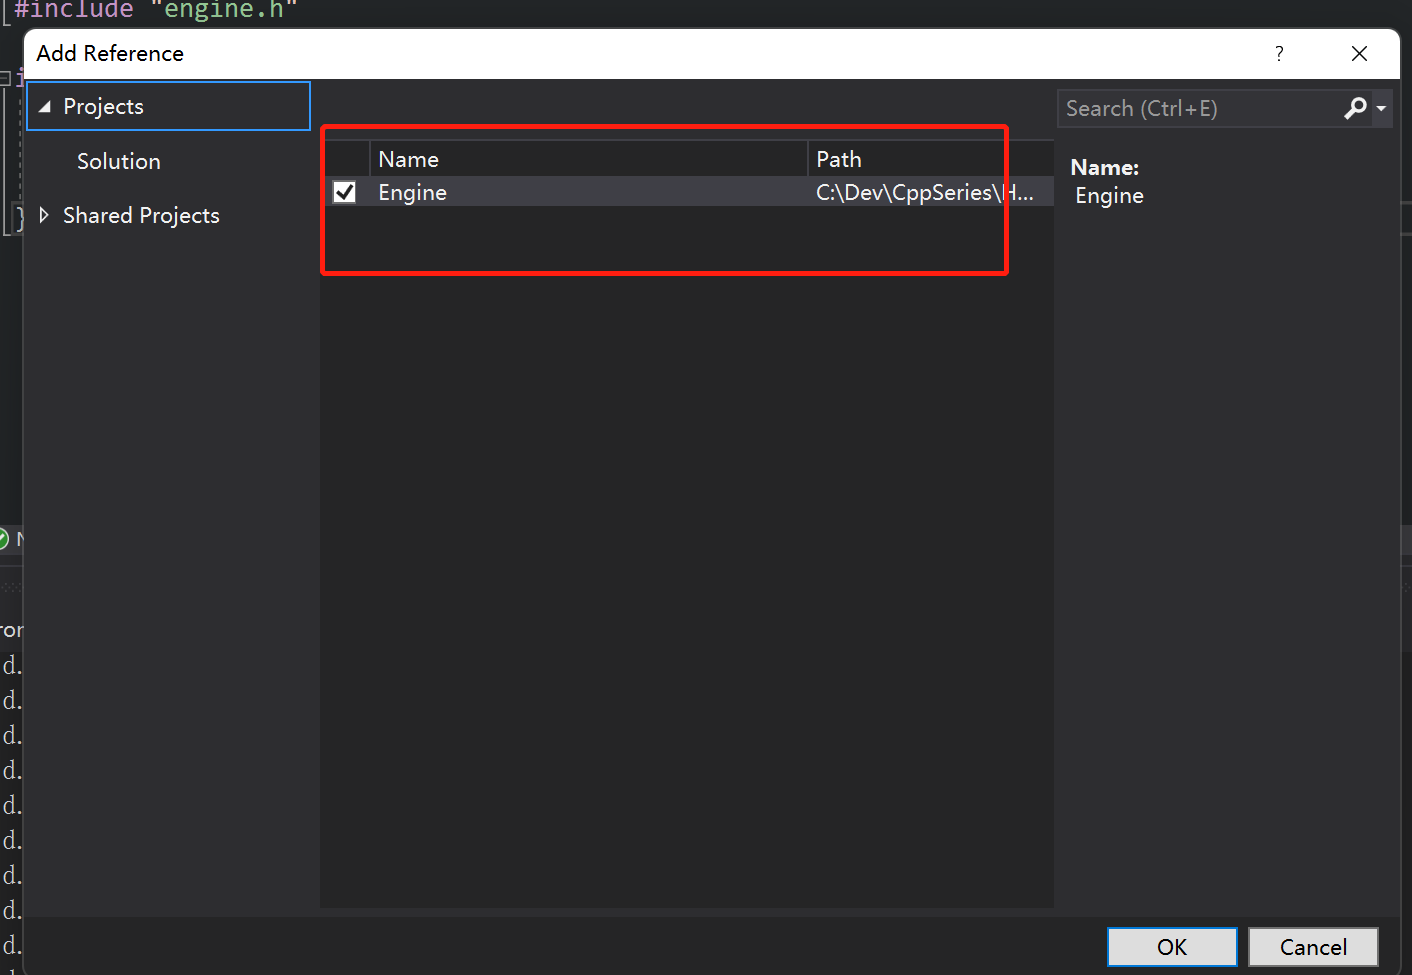 #include "engine.h"
Add Reference
?
Projects
Search (Ctrl+E)
Name Path
Name:
Engine C:\Dev\CppSeries\H...
Engine
Solution
Shared Projects
}
d.
d.
d.
d.
d.
d.
d.
d.
d.
OK Cancel